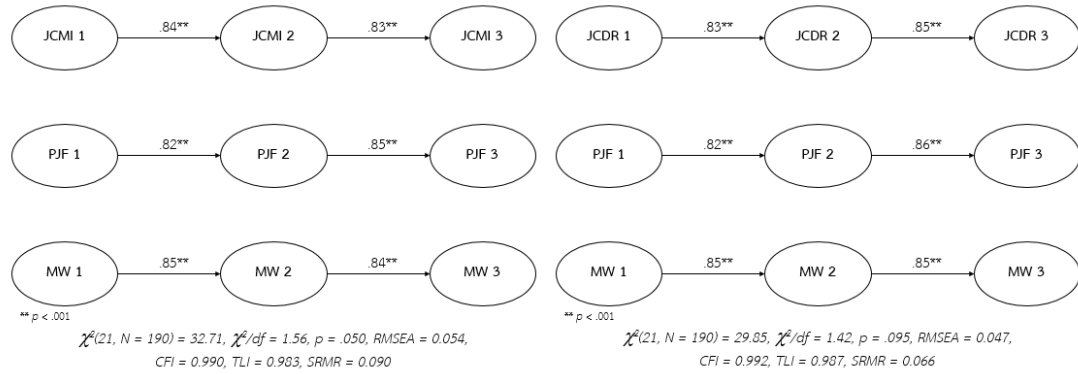 JCMI 1 .84** JCMI 2 .83** JCMI 3
PJF 1 .82** PJF 2 .85** PJF 3
MW 1 .85** MW 2 .84** MW 3
** p < .001
χ²(21, N = 190) = 32.71, χ²/df = 1.56, p = .050, RMSEA = 0.054,
CFI = 0.990, TLI = 0.983, SRMR = 0.090
JCDR 1 .83** JCDR 2 .85** JCDR 3
PJF 1 .82** PJF 2 .86** PJF 3
MW 1 .85** MW 2 .85** MW 3
** p < .001
χ²(21, N = 190) = 29.85, χ²/df = 1.42, p = .095, RMSEA = 0.047,
CFI = 0.992, TLI = 0.987, SRMR = 0.066